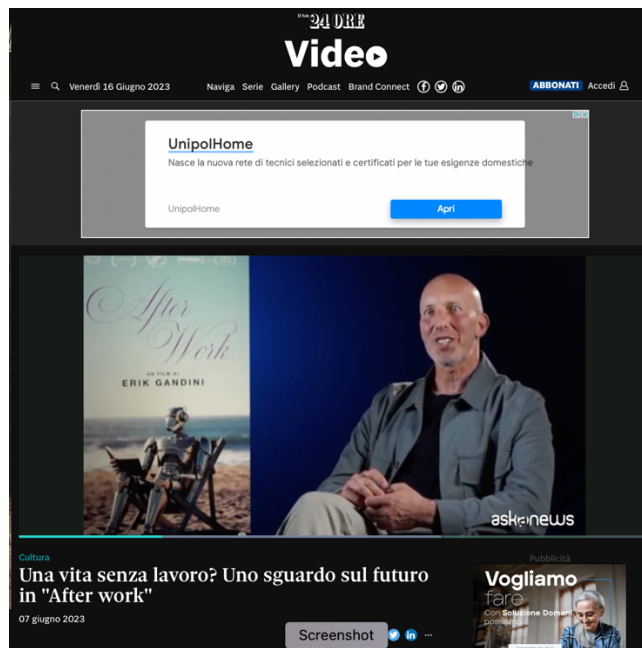 Il Sole 24 ORE
Video
Venerdì 16 Giugno 2023 Naviga Serie Gallery Podcast Brand Connect ABBONATI Accedi
UnipolHome
Nasce la nuova rete di tecnici selezionati e certificati per le tue esigenze domestiche
UnipolHome Apri
After
Work
UN FILM DI
ERIK GANDINI
askanews
Cultura
Una vita senza lavoro? Uno sguardo sul futuro
in "After work"
07 giugno 2023
Pubblicità
Vogliamo
fare
Con Soluzione Domani
possiamo
Screenshot